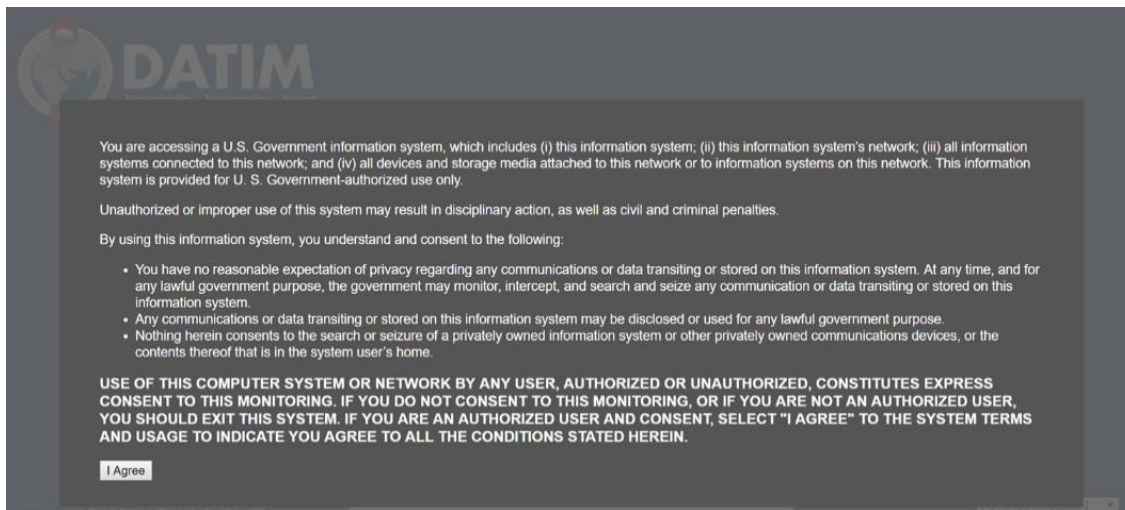 DATIM
You are accessing a U.S. Government information system, which includes (i) this information system; (ii) this information system's network; (iii) all information
systems connected to this network; and (iv) all devices and storage media attached to this network or to information systems on this network. This information
system is provided for U. S. Government-authorized use only.
Unauthorized or improper use of this system may result in disciplinary action, as well as civil and criminal penalties.
By using this information system, you understand and consent to the following:
• You have no reasonable expectation of privacy regarding any communications or data transiting or stored on this information system. At any time, and for
any lawful government purpose, the government may monitor, intercept, and search and seize any communication or data transiting or stored on this
information system.
• Any communications or data transiting or stored on this information system may be disclosed or used for any lawful government purpose.
• Nothing herein consents to the search or seizure of a privately owned information system or other privately owned communications devices, or the
contents thereof that is in the system user's home.
USE OF THIS COMPUTER SYSTEM OR NETWORK BY ANY USER, AUTHORIZED OR UNAUTHORIZED, CONSTITUTES EXPRESS
CONSENT TO THIS MONITORING. IF YOU DO NOT CONSENT TO THIS MONITORING, OR IF YOU ARE NOT AN AUTHORIZED USER,
YOU SHOULD EXIT THIS SYSTEM. IF YOU ARE AN AUTHORIZED USER AND CONSENT, SELECT "I AGREE" TO THE SYSTEM TERMS
AND USAGE TO INDICATE YOU AGREE TO ALL THE CONDITIONS STATED HEREIN.
I Agree